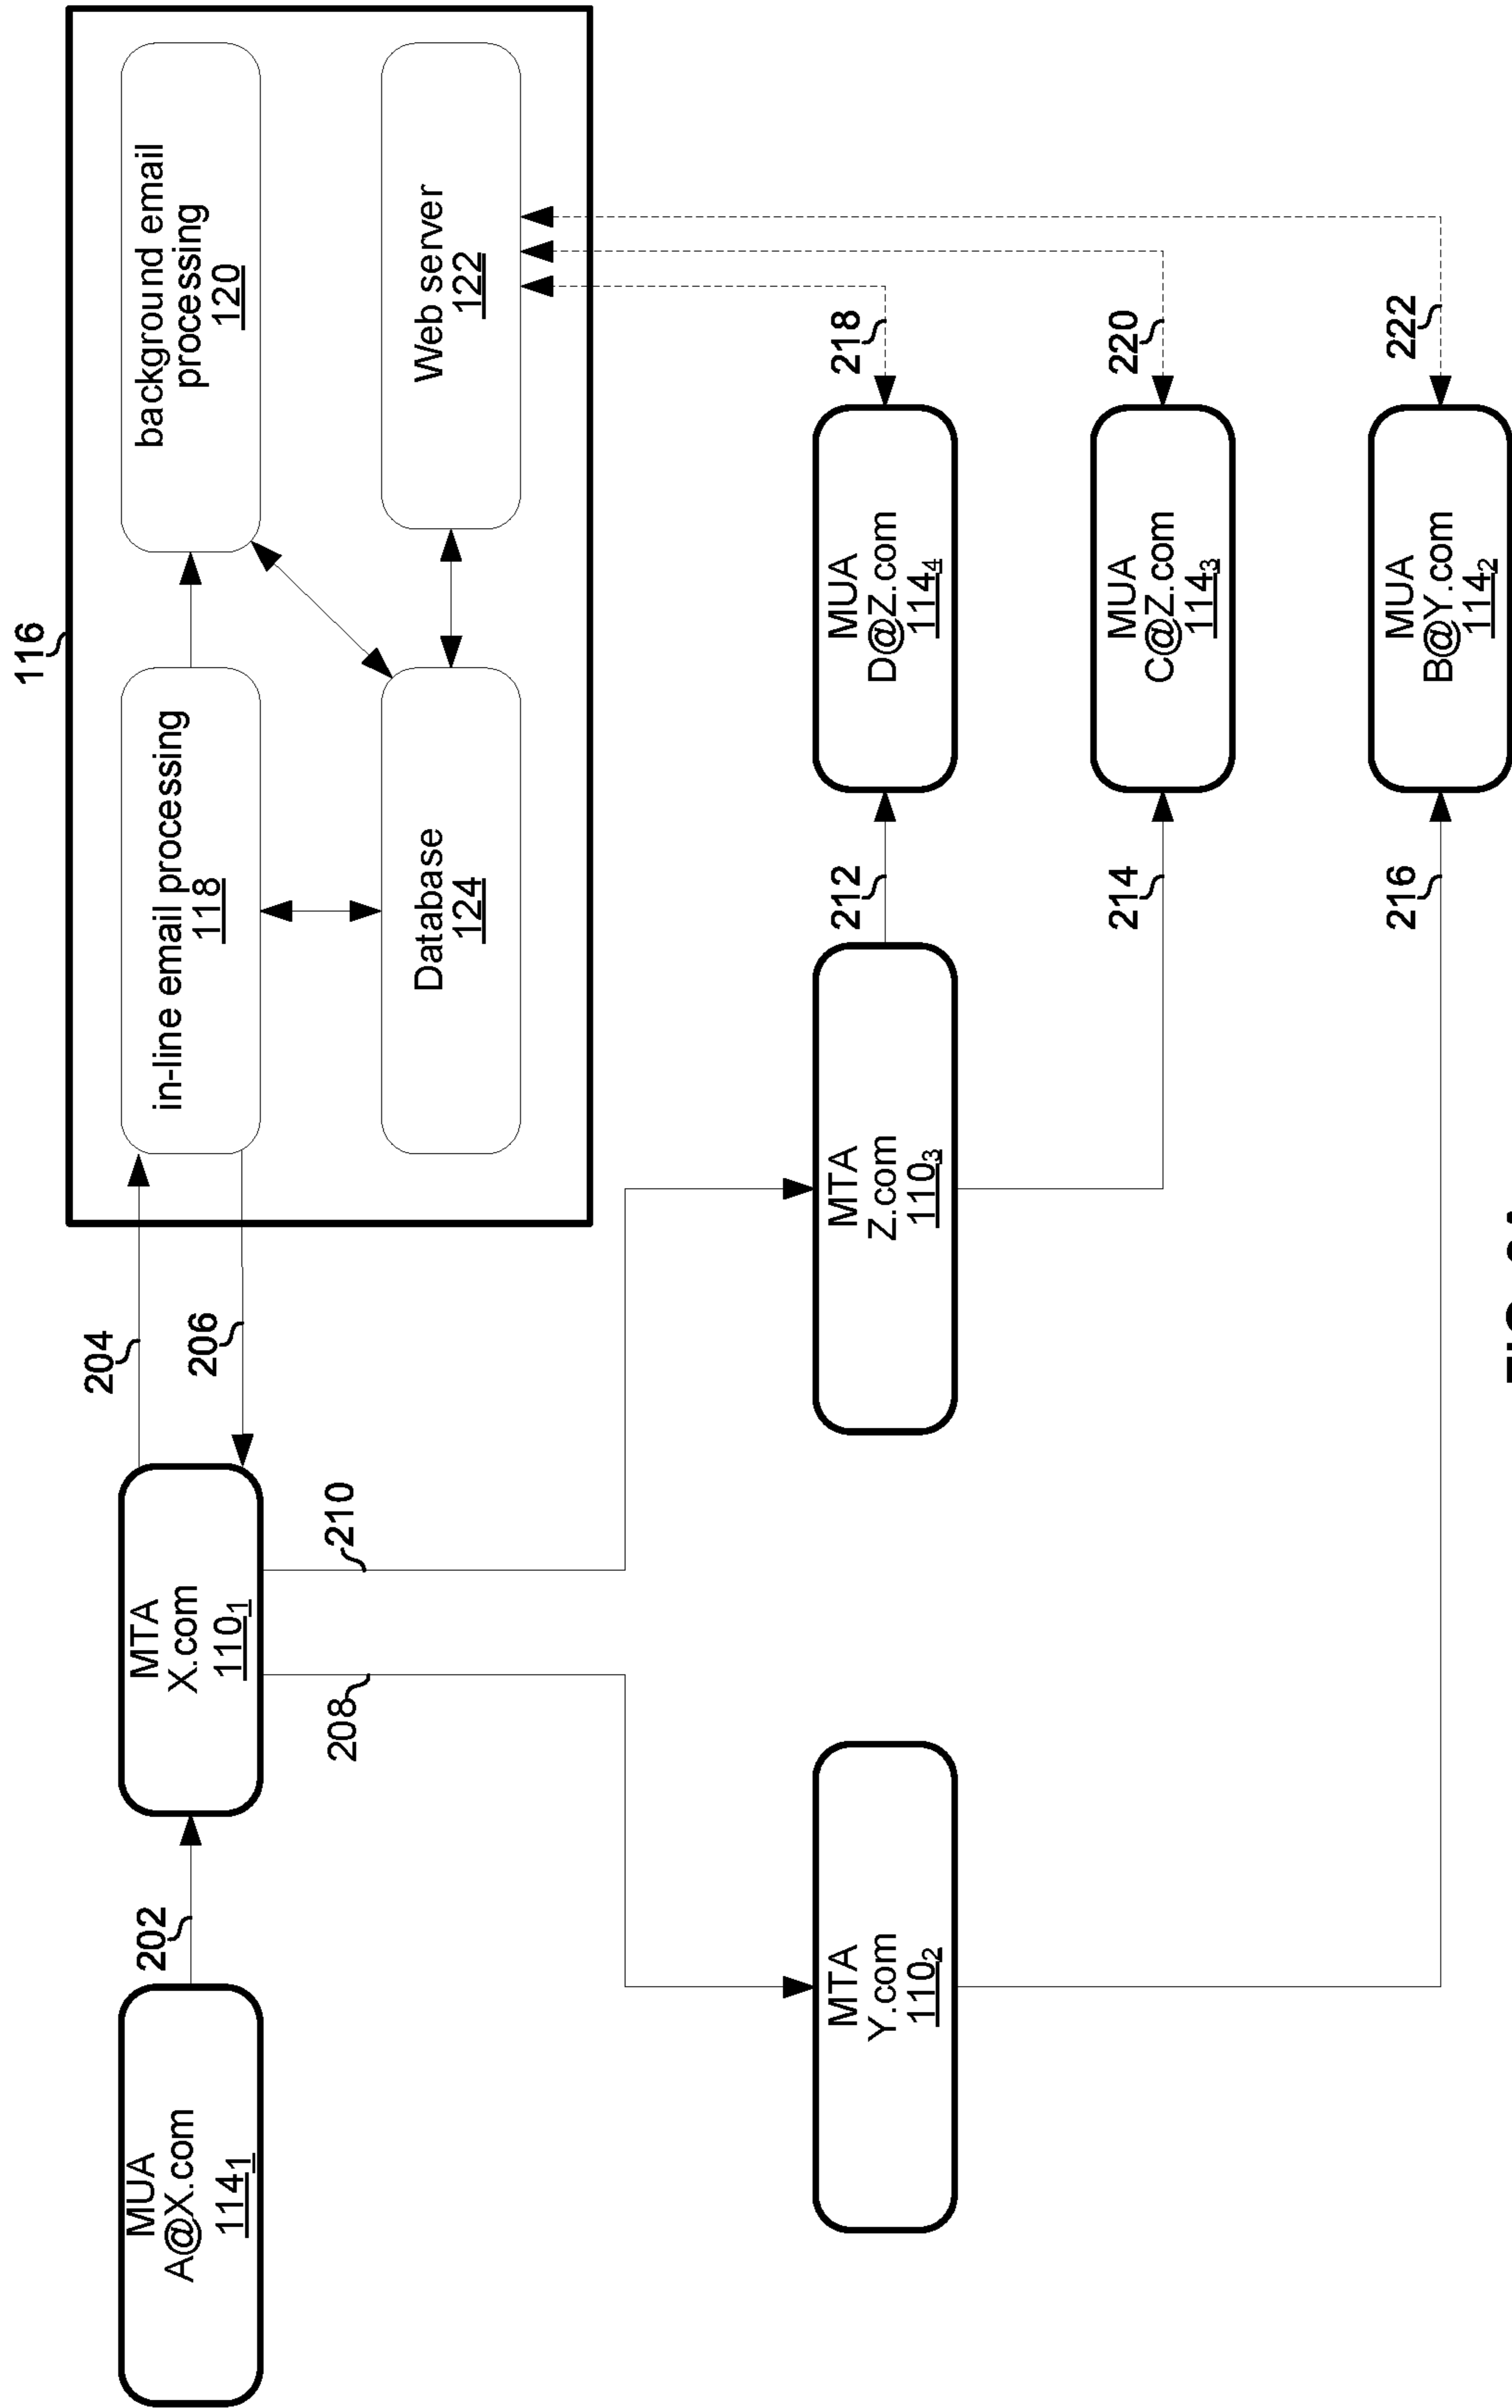 116
in-line email processing
118
background email
processing
120
Database
124
Web server
122
MUA
A@X.com
114₁
202
MTA
X.com
110₁
204
206
208
210
MTA
Y.com
110₂
MTA
Z.com
110₃
212
214
216
MUA
D@Z.com
114₄
MUA
C@Z.com
114₃
MUA
B@Y.com
114₂
218
220
222